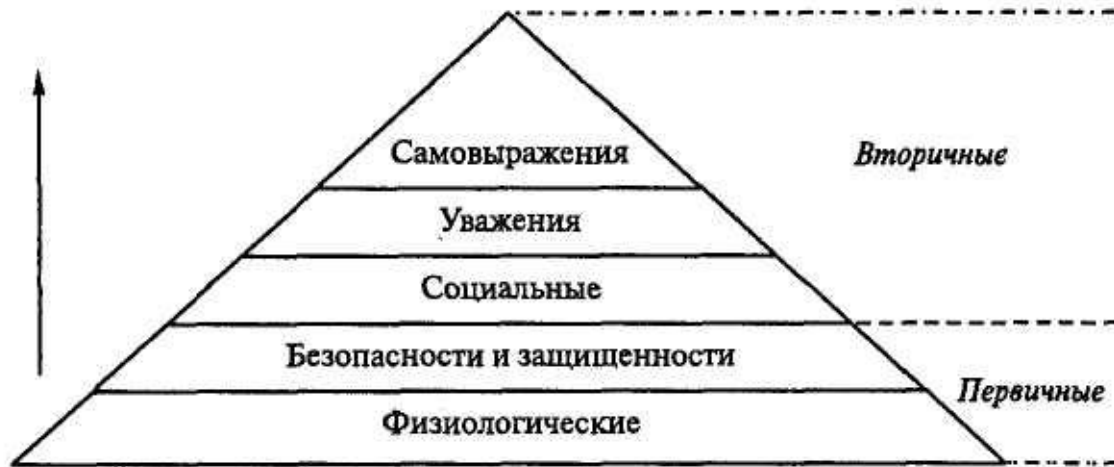 Самовыражения
Вторичные
Уважения
Социальные
Безопасности и защищенности
Первичные
Физиологические